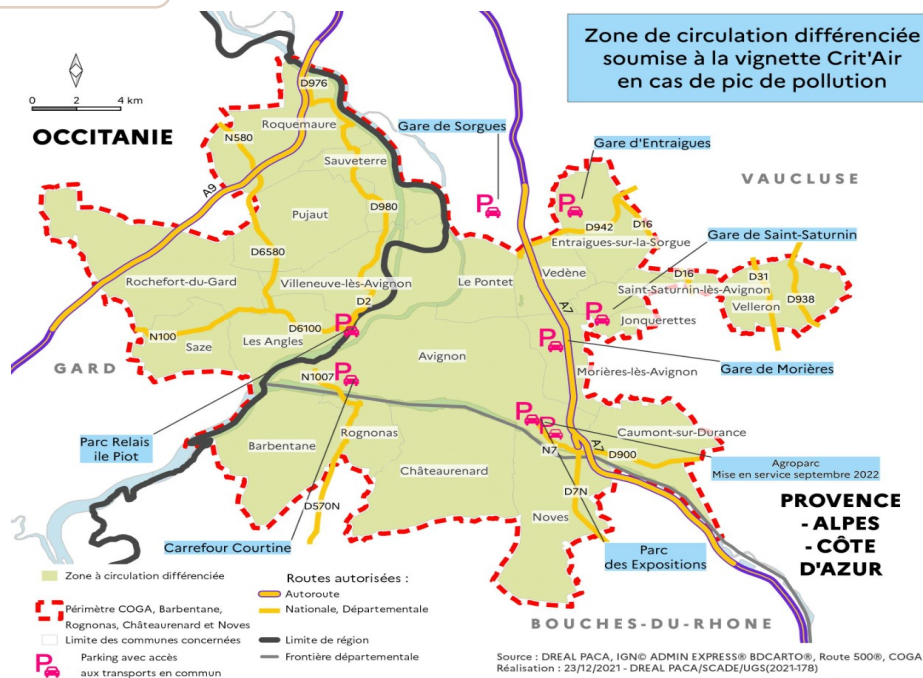 Zone de circulation différenciée
soumise à la vignette Crit'Air
en cas de pic de pollution
0 2 4 km
OCCITANIE
D976
Roquemaure
Gare de Sorgues
N580
Gare d'Entraigues
Sauveterre
VAUCLUSE
A9
Pujaut
D980
D942
D16
Entraigues-sur-la-Sorgue
Gare de Saint-Saturnin
D6580
Rochefort-du-Gard
Villeneuve-lès-Avignon
Le Pontet
Vedène
D16
D31
Saint-Saturnin-lès-Avignon
D2
A7
Velleron
D938
P
P
P
P
P
P
P
P
Jonquerettes
N100
D6100
Saze
Les Angles
Avignon
GARD
Gare de Morières
N1007
Morières-lès-Avignon
Rognonas
Caumont-sur-Durance
Parc Relais
ile Piot
Barbentane
Châteaurenard
N7
A7
D900
Agroparc
Mise en service septembre 2022
D7N
D570N
Noves
PROVENCE
- ALPES
- CÔTE
D'AZUR
Carrefour Courtine
Parc
des Expositions
BOUCHES-DU-RHONE
Zone à circulation différenciée
Périmètre COGA, Barbentane,
Rognonas, Châteaurenard et Noves
Limite des communes concernées
P
Parking avec accès
aux transports en commun
Routes autorisées :
Autoroute
Nationale, Départementale
Limite de région
Frontière départementale
Source : DREAL PACA, IGN© ADMIN EXPRESS® BDCARTO®, Route 500®, COGA
Réalisation : 23/12/2021 - DREAL PACA/SCADE/UGS(2021-178)